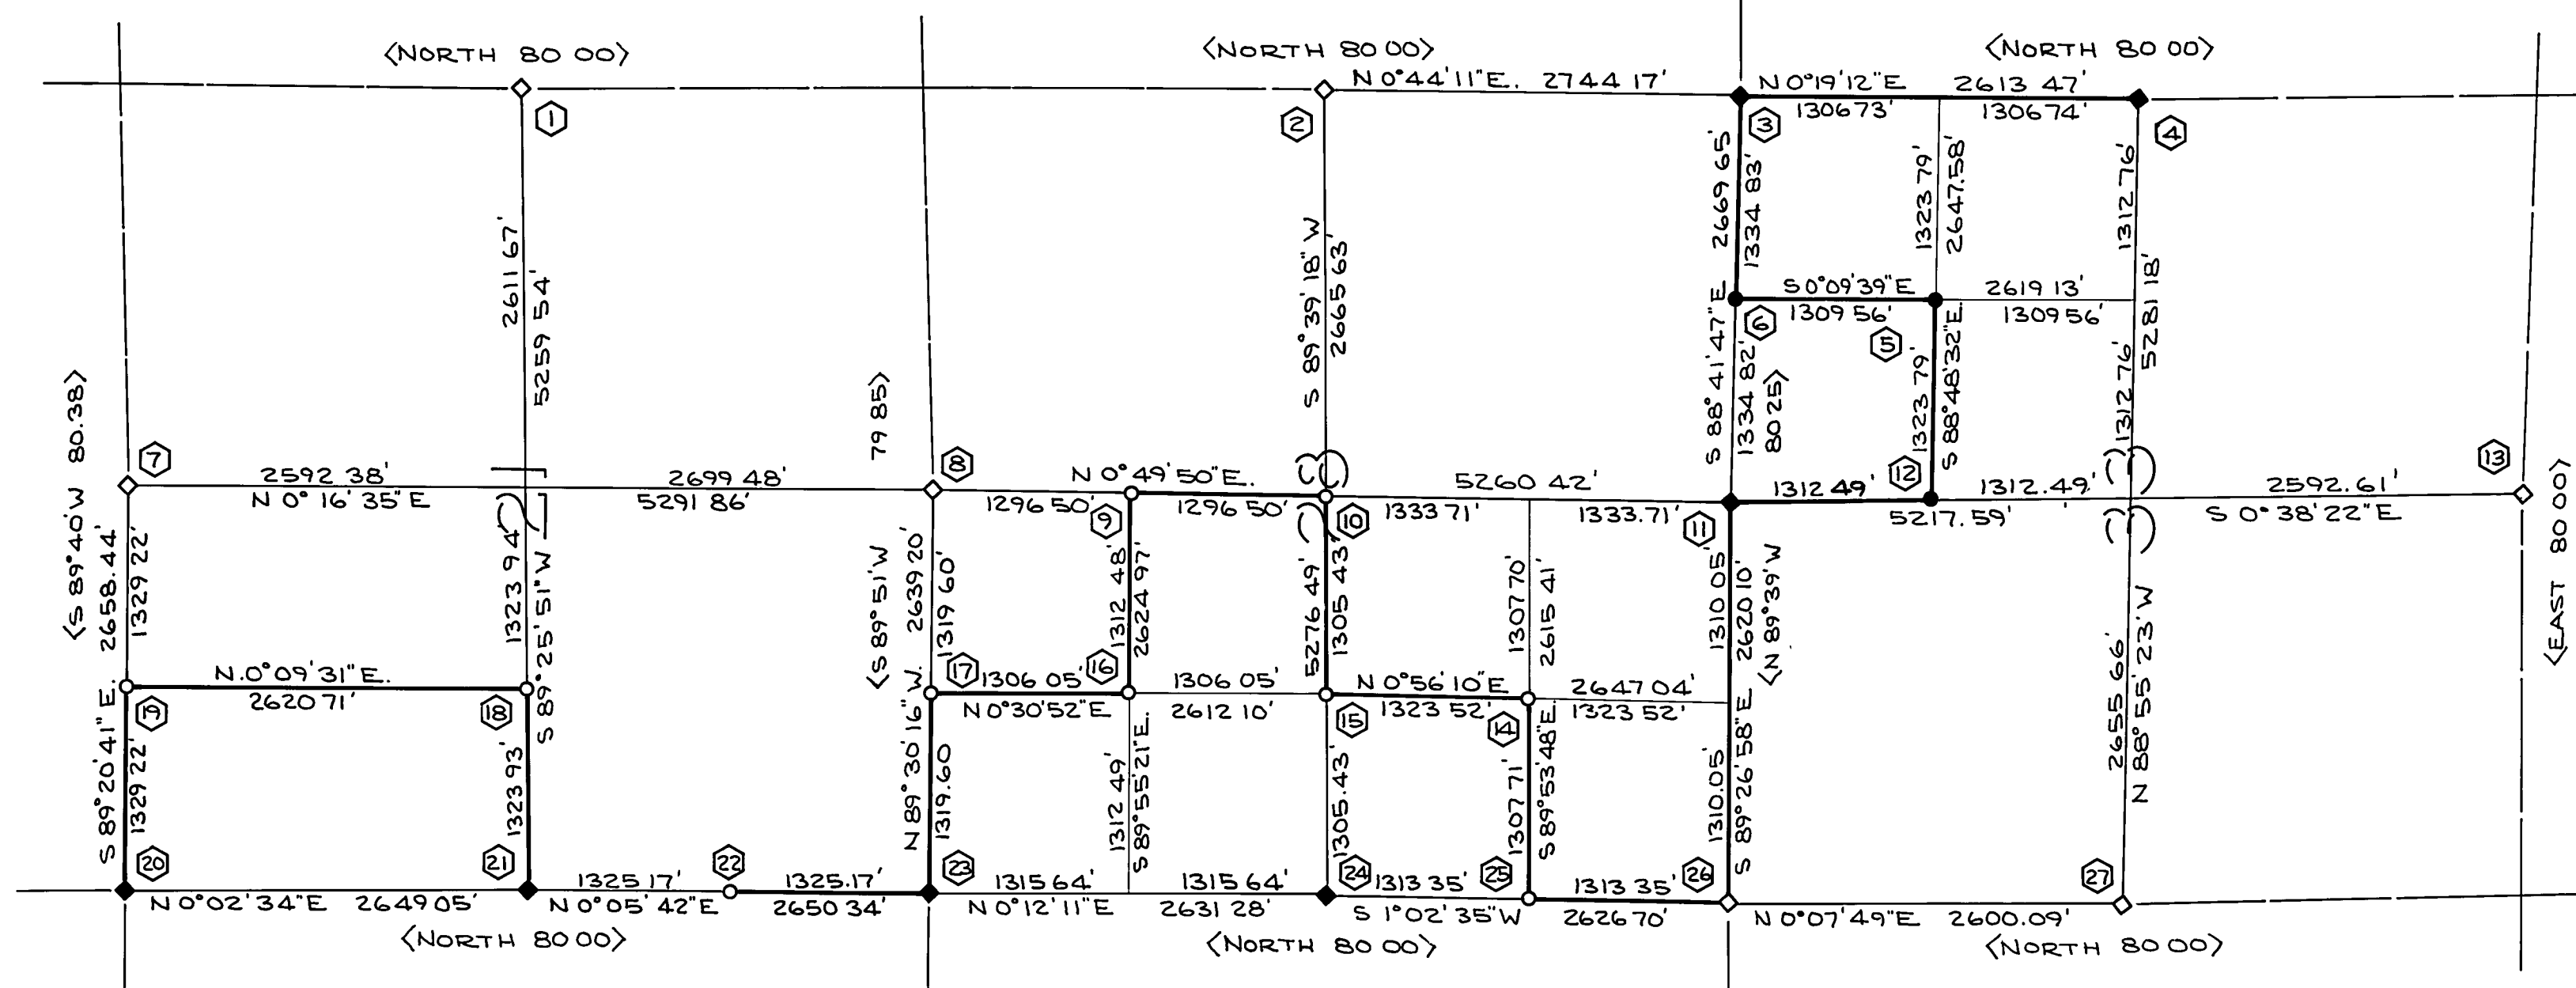 <NORTH 80 00>
<NORTH 80 00>
<NORTH 80 00>
N 0°44'11"E. 2744 17'
N 0°19'12"E 2613 47'
1306 73'
1306 74'
1
2
3
4
2611 67'
5259 54'
S 89°39'18" W
2665 63'
2669 65'
1334 83'
1323 79'
2647.58'
1312 76'
S 0°09'39"E
1309 56'
2619 13'
1309 56'
6
5
S 88°41'47"E
1334 82'
80 25>
1323 79'
S 88°48'32"E.
1312 76'
5281 18'
<S 89°40'W 80.38>
79 85>
7
2592 38'
N 0°16'35"E
2699 48'
5291 86'
8
N 0°49'50"E.
1296 50'
9
1296 50'
10
5260 42'
1333 71'
1333.71'
11
12
1312 49'
1312.49'
5217.59'
2592.61'
S 0°38'22"E
13
<EAST 80 00>
2658.44'
1329 22'
1323 94'
S 89°25'51"W
<S 89°51'W
2639 20'
1319 60'
1312 48'
2624 97'
5276 49'
1305 43'
1307 70'
2615 41'
1310 05'
2620 10'
<N 89°39'W
N.0°09'31"E.
2620 71'
19
18
17
1306 05'
N 0°30'52"E
16
1306 05'
2612 10'
15
N 0°56'10"E
1323 52'
14
2647 04'
1323 52'
S 89°20'41" E.
1329 22'
1323 93'
N 89°30'16" W.
1319.60
1312 49'
S 89°55'21"E.
1305.43'
1307 71'
S 89°53'48"E.
1310.05'
S 89°26'58"E
2655 66'
N 88°55'23' W
20
N 0°02'34"E 2649 05'
21
1325 17'
N 0°05'42"E
22
1325.17'
2650 34'
23
1315 64'
N 0°12'11"E
1315 64'
2631 28'
24
1313 35'
S 1°02'35"W
25
1313 35'
2626 70'
26
N 0°07'49"E 2600.09'
27
<NORTH 80 00>
<NORTH 80 00>
<NORTH 80 00>